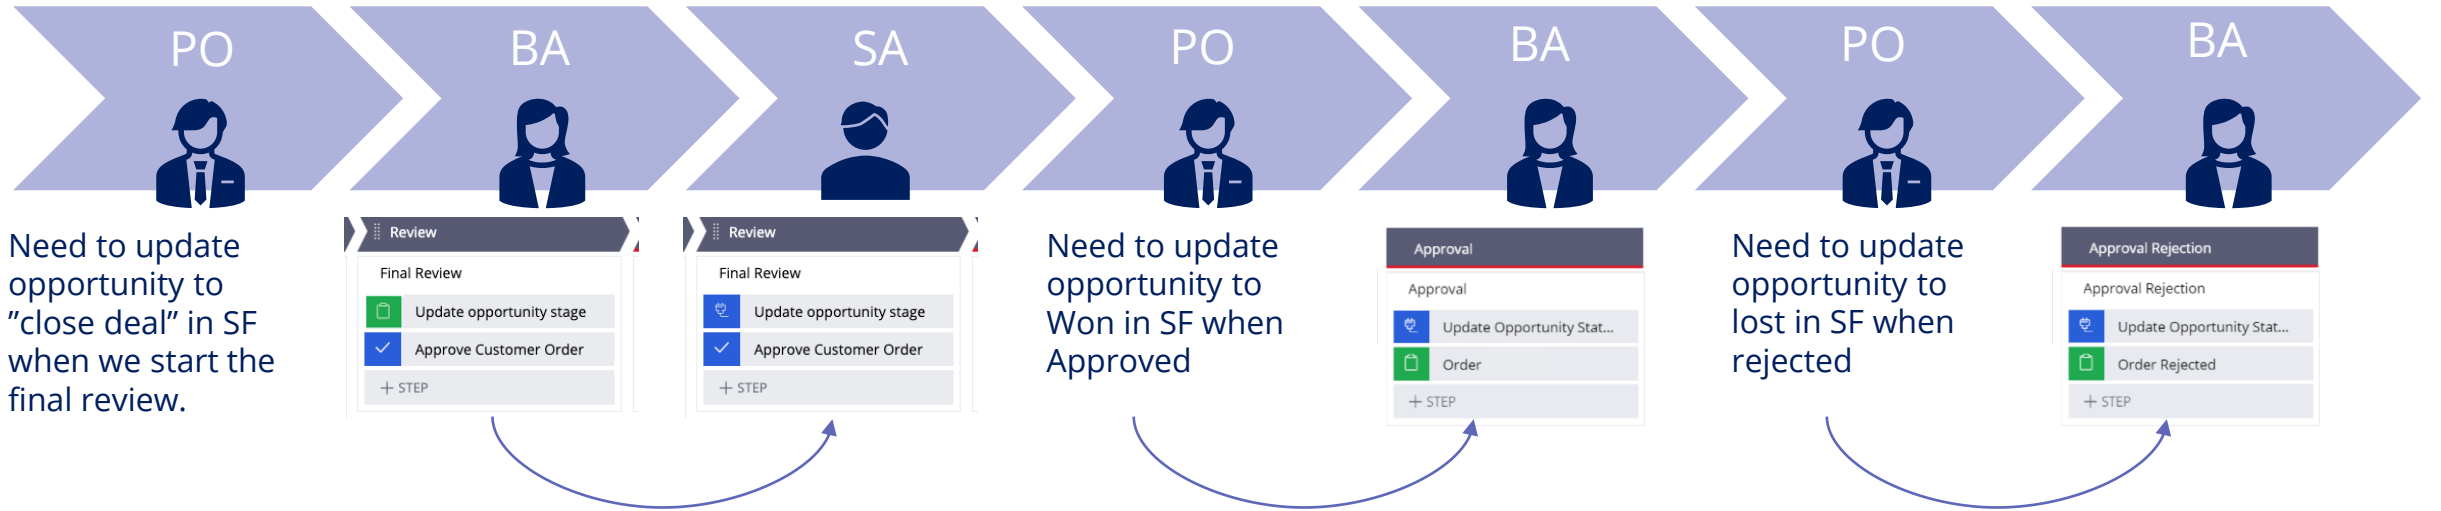 PO
BA
SA
PO
BA
PO
BA
Need to update
opportunity to
”close deal” in SF
when we start the
final review.
Review
Final Review
Update opportunity stage
Approve Customer Order
+ STEP
Review
Final Review
Update opportunity stage
Approve Customer Order
+ STEP
Need to update
opportunity to
Won in SF when
Approved
Approval
Approval
Update Opportunity Stat...
Order
+ STEP
Need to update
opportunity to
lost in SF when
rejected
Approval Rejection
Approval Rejection
Update Opportunity Stat...
Order Rejected
+ STEP